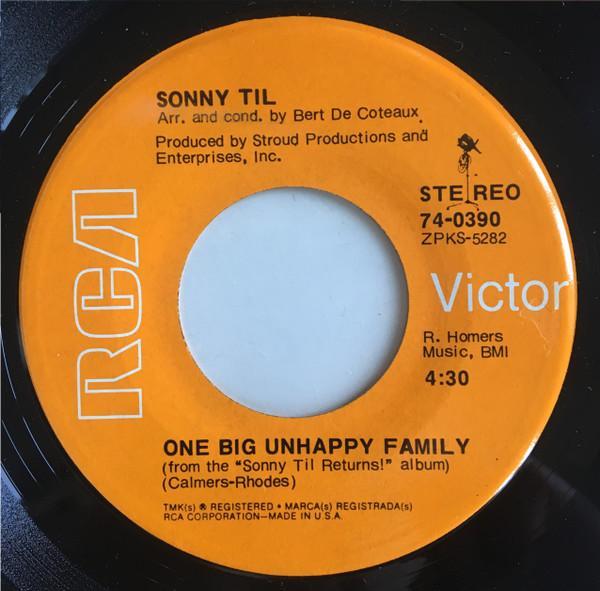 SONNY TIL
Arr. and cond. by Bert De Coteaux
Produced by Stroud Productions and
Enterprises, Inc.
RCA
STEREO
74-0390
ZPKS-5282
Victor
R. Homers
Music, BMI
4:30
ONE BIG UNHAPPY FAMILY
(from the "Sonny Til Returns!" album)
(Calmers-Rhodes)
TMK(s) ® REGISTERED • MARCA(s) REGISTRADA(s)
RCA CORPORATION—MADE IN U.S.A.